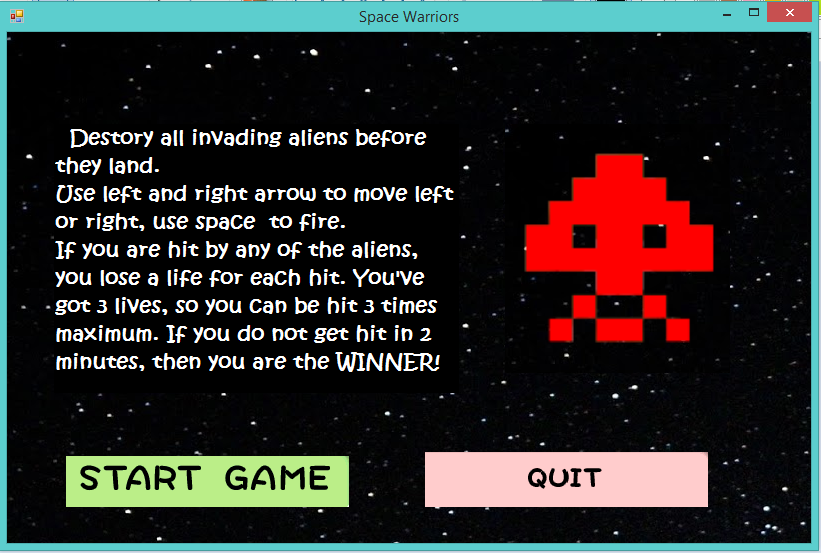 Space Warriors
Destory all invading aliens before
they land.
Use left and right arrow to move left
or right, use space  to fire.
If you are hit by any of the aliens,
you lose a life for each hit. You've
got 3 lives, so you can be hit 3 times
maximum. If you do not get hit in 2
minutes, then you are the WINNER!
START GAME
QUIT